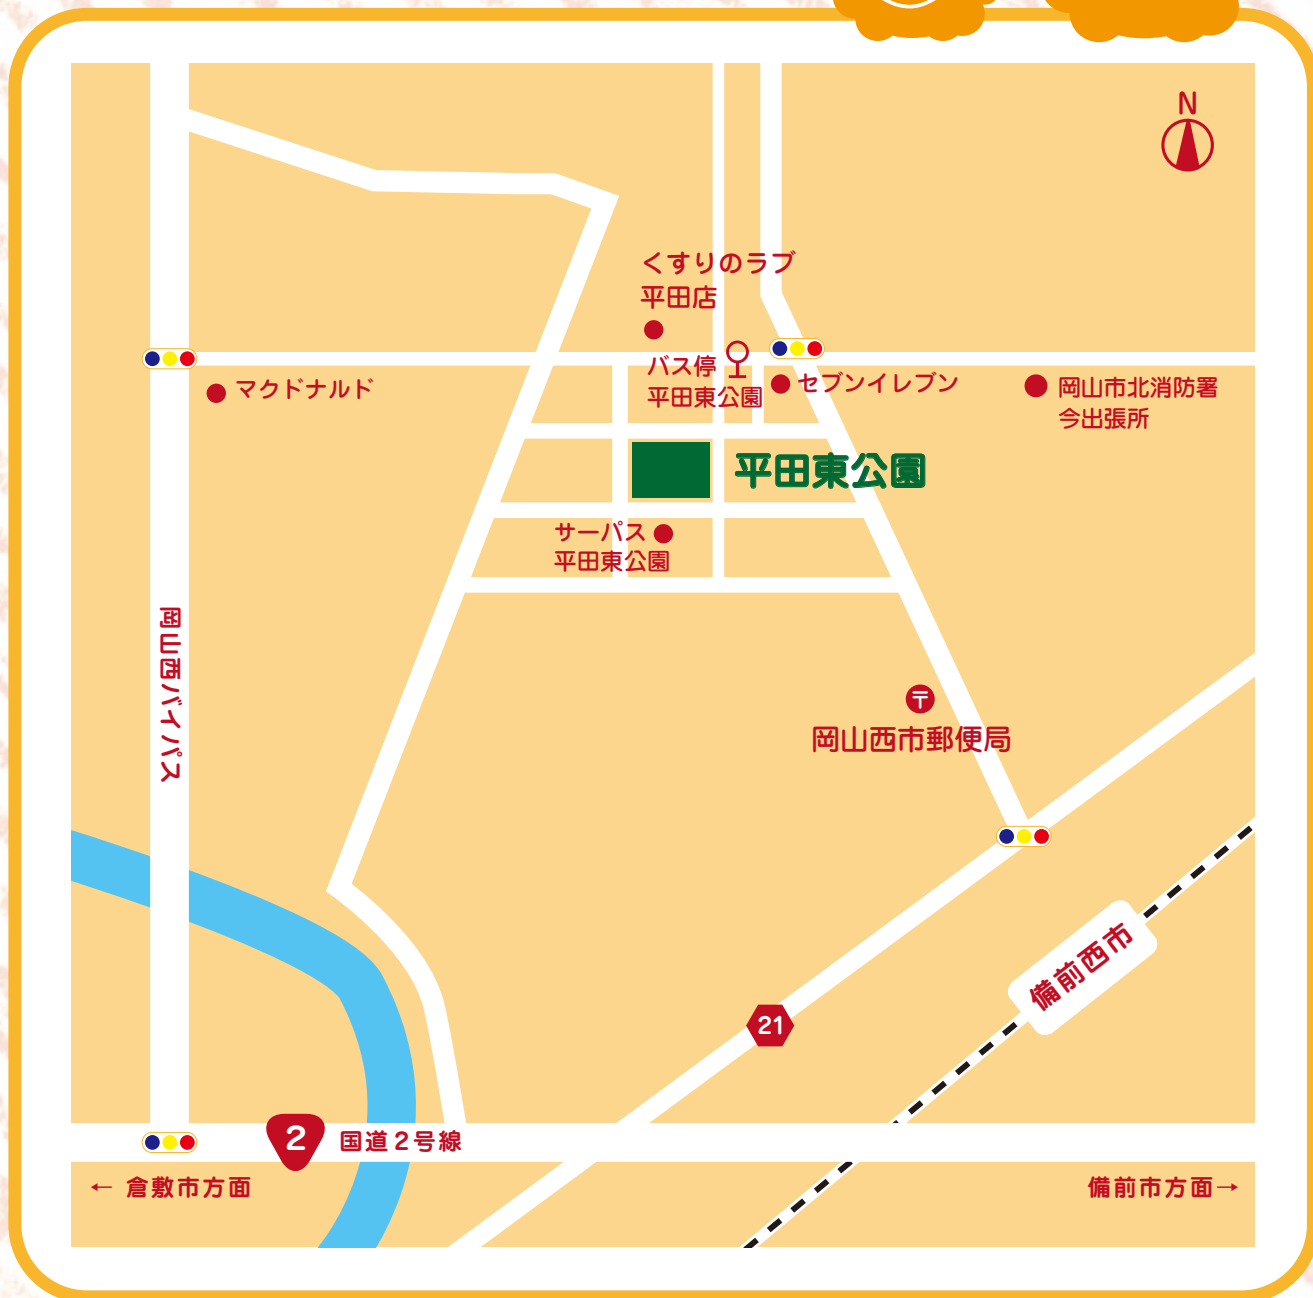 N
くすりのラブ
平田店
バス停
平田東公園
セブンイレブン
マクドナルド
岡山市北消防署
今出張所
平田東公園
サーパス
平田東公園
岡山西バイパス
〒
岡山西市郵便局
備前西市
21
2
国道2号線
← 倉敷市方面
備前市方面→